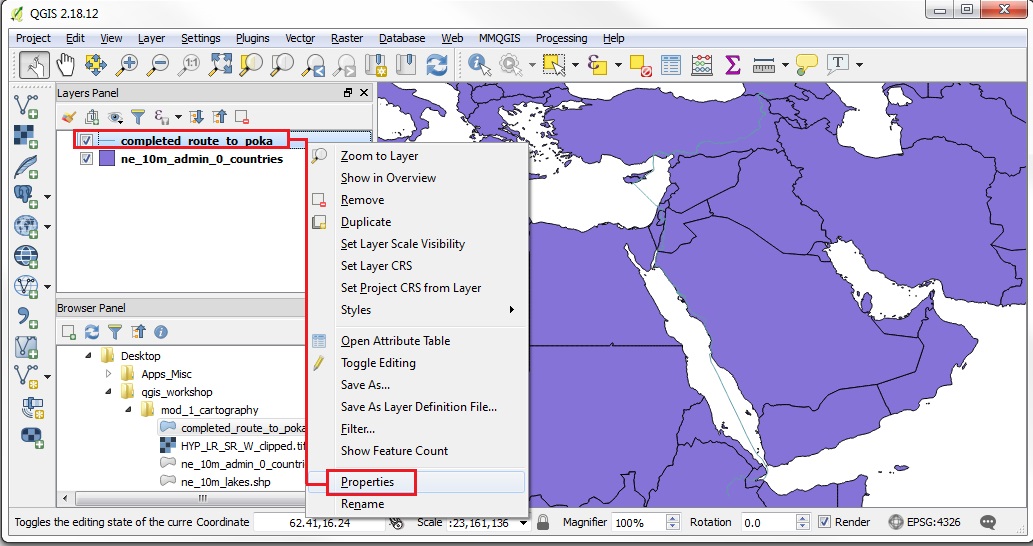 QGIS 2.18.12
Project Edit View Layer Settings Plugins Vector Raster Database Web MMQGIS Processing Help
Layers Panel
completed_route_to_poka
ne_10m_admin_0_countries
Zoom to Layer
Show in Overview
Remove
Duplicate
Set Layer Scale Visibility
Set Layer CRS
Set Project CRS from Layer
Styles
Open Attribute Table
Toggle Editing
Save As...
Save As Layer Definition File...
Filter...
Show Feature Count
Properties
Rename
Browser Panel
Desktop
Apps_Misc
qgis_workshop
mod_1_cartography
completed_route_to_poka
HYP_LR_SR_W_clipped.tif
ne_10m_admin_0_countri
ne_10m_lakes.shp
Toggles the editing state of the curre Coordinate 62.41,16.24 Scale :23,161,136 Magnifier 100% Rotation 0.0 Render EPSG:4326